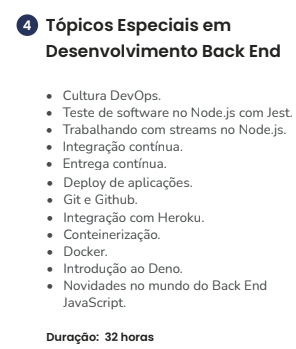 4 Tópicos Especiais em
Desenvolvimento Back End
• Cultura DevOps.
• Teste de software no Node.js com Jest.
• Trabalhando com streams no Node.js.
• Integração contínua.
• Entrega contínua.
• Deploy de aplicações.
• Git e Github.
• Integração com Heroku.
• Conteinerização.
• Docker.
• Introdução ao Deno.
• Novidades no mundo do Back End
JavaScript.
Duração: 32 horas